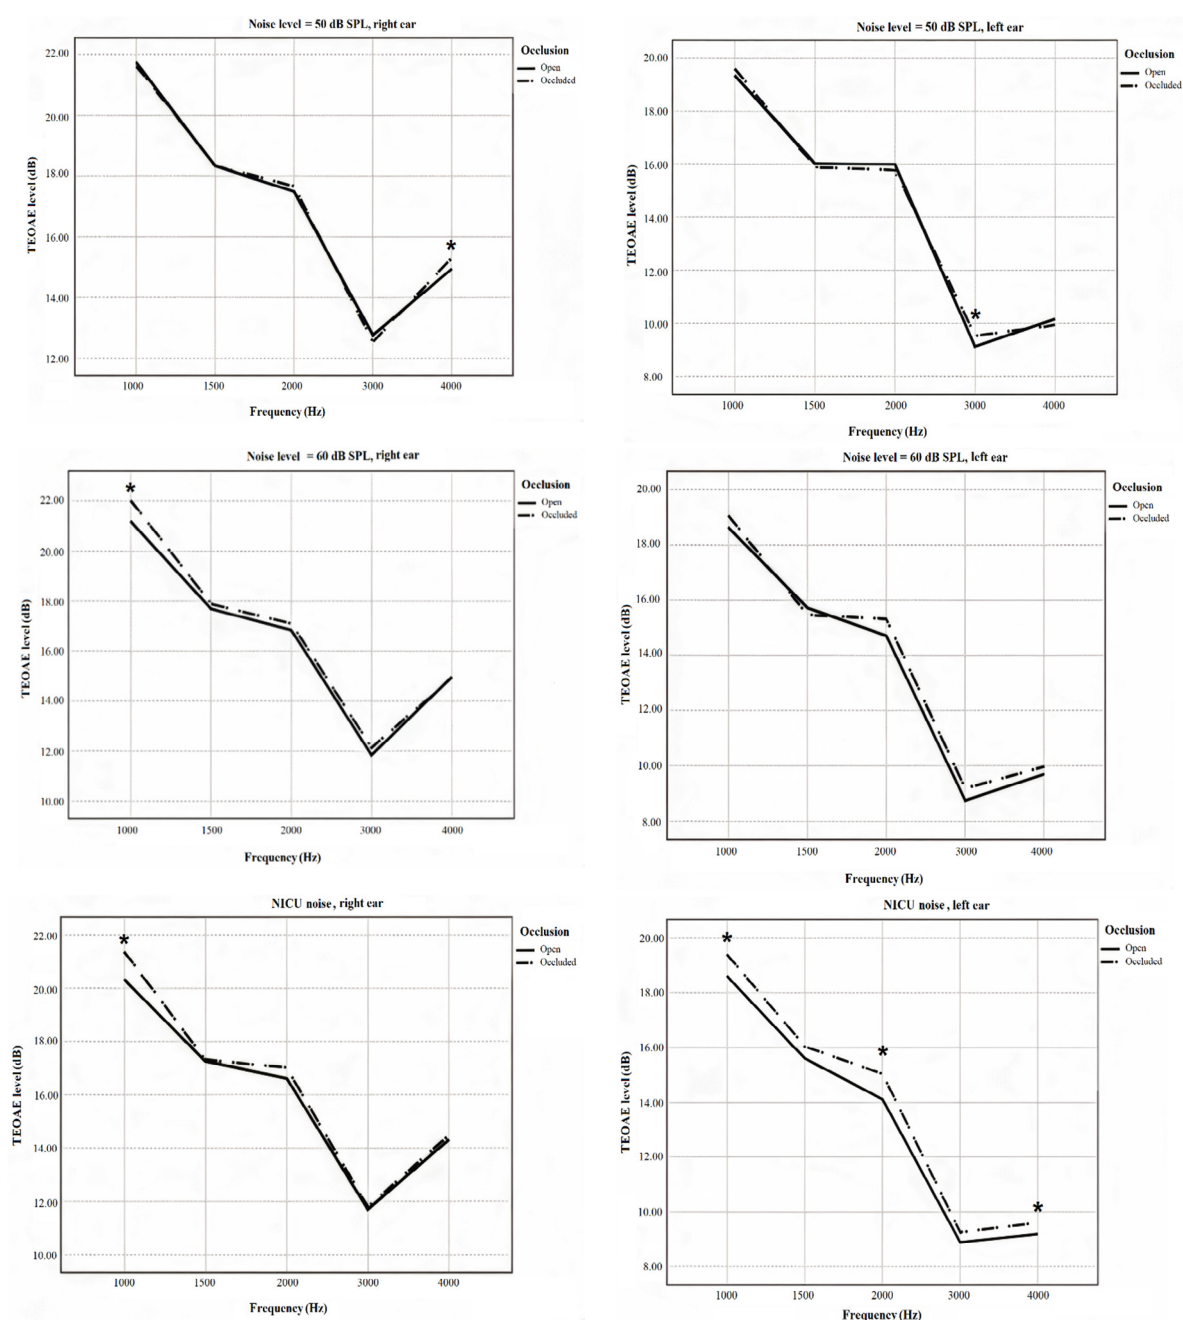 Noise level = 50 dB SPL, right ear
Occlusion
Open
Occluded
TEOAE level (dB)
22.00
20.00
18.00
16.00
14.00
12.00
*
1000 1500 2000 3000 4000
Frequency (Hz)
Noise level = 50 dB SPL, left ear
Occlusion
Open
Occluded
TEOAE level (dB)
20.00
18.00
16.00
14.00
12.00
10.00
8.00
*
1000 1500 2000 3000 4000
Frequency (Hz)
Noise level = 60 dB SPL, right ear
Occlusion
Open
Occluded
TEOAE level (dB)
22.00
20.00
18.00
16.00
14.00
12.00
10.00
*
1000 1500 2000 3000 4000
Frequency (Hz)
Noise level = 60 dB SPL, left ear
Occlusion
Open
Occluded
TEOAE level (dB)
20.00
18.00
16.00
14.00
12.00
10.00
8.00
1000 1500 2000 3000 4000
Frequency (Hz)
NICU noise, right ear
Occlusion
Open
Occluded
TEOAE level (dB)
22.00
20.00
18.00
16.00
14.00
12.00
10.00
*
1000 1500 2000 3000 4000
Frequency (Hz)
NICU noise , left ear
Occlusion
Open
Occluded
TEOAE level (dB)
20.00
18.00
16.00
14.00
12.00
10.00
8.00
* * *
1000 1500 2000 3000 4000
Frequency (Hz)